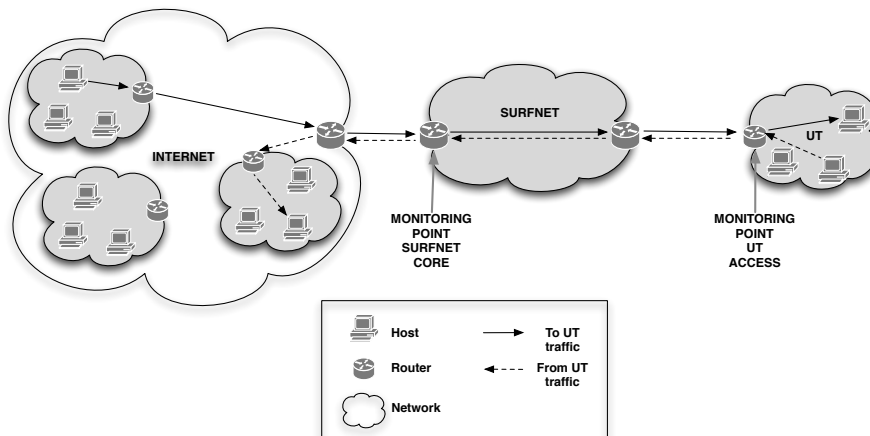 SURFNET
UT
INTERNET
MONITORING
POINT
SURFNET
CORE
MONITORING
POINT
UT
ACCESS
Host
To UT
traffic
Router
From UT
traffic
Network